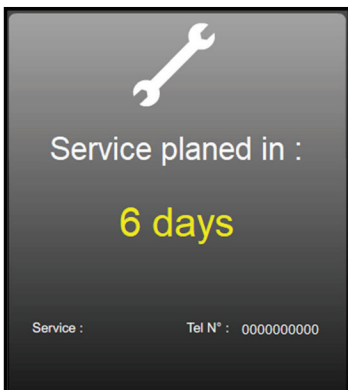 Service planed in :
6 days
Service : Tel N° : 0000000000